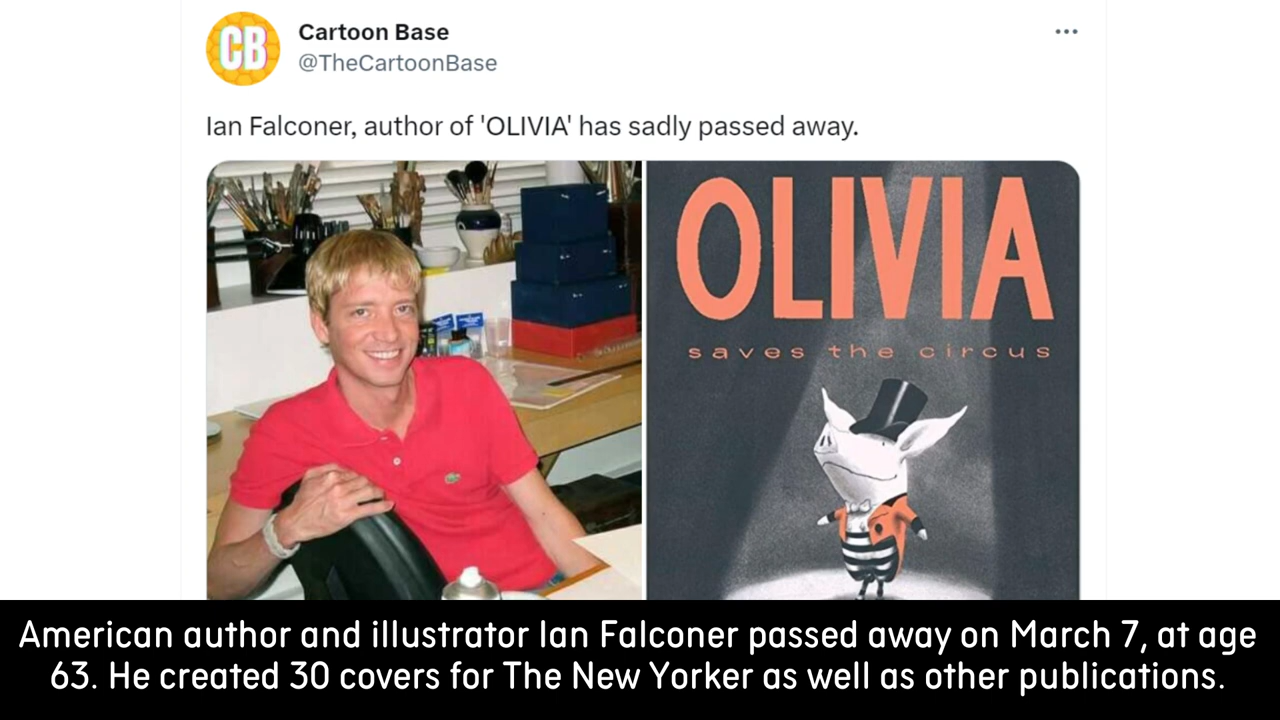 CB
Cartoon Base
@TheCartoonBase
Ian Falconer, author of 'OLIVIA' has sadly passed away.
OLIVIA
saves the circus
American author and illustrator Ian Falconer passed away on March 7, at age
63. He created 30 covers for The New Yorker as well as other publications.